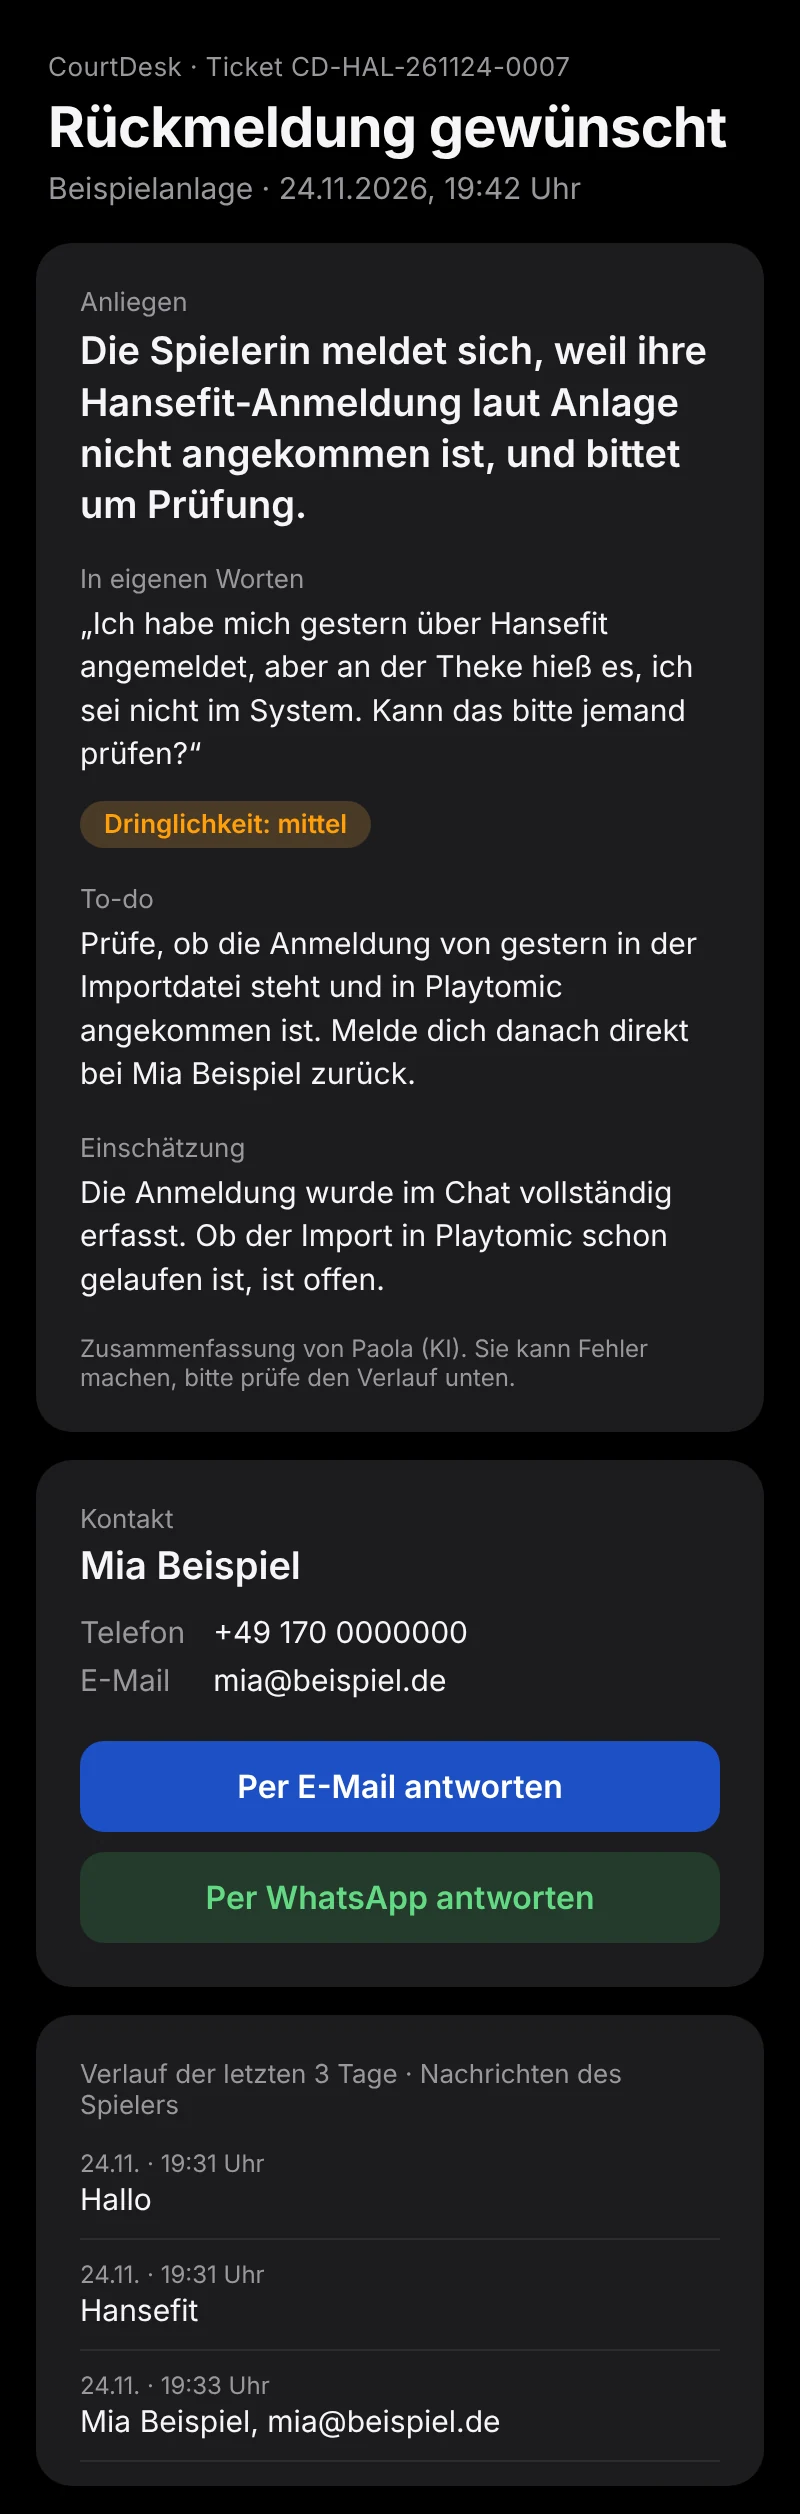 CourtDesk · Ticket CD-HAL-261124-0007
Rückmeldung gewünscht
Beispielanlage · 24.11.2026, 19:42 Uhr
Anliegen
Die Spielerin meldet sich, weil ihre
Hansefit-Anmeldung laut Anlage
nicht angekommen ist, und bittet
um Prüfung.
In eigenen Worten
„Ich habe mich gestern über Hansefit
angemeldet, aber an der Theke hieß es, ich
sei nicht im System. Kann das bitte jemand
prüfen?“
Dringlichkeit: mittel
To-do
Prüfe, ob die Anmeldung von gestern in der
Importdatei steht und in Playtomic
angekommen ist. Melde dich danach direkt
bei Mia Beispiel zurück.
Einschätzung
Die Anmeldung wurde im Chat vollständig
erfasst. Ob der Import in Playtomic schon
gelaufen ist, ist offen.
Zusammenfassung von Paola (KI). Sie kann Fehler
machen, bitte prüfe den Verlauf unten.
Kontakt
Mia Beispiel
Telefon +49 170 0000000
E-Mail mia@beispiel.de
Per E-Mail antworten
Per WhatsApp antworten
Verlauf der letzten 3 Tage · Nachrichten des
Spielers
24.11. · 19:31 Uhr
Hallo
24.11. · 19:31 Uhr
Hansefit
24.11. · 19:33 Uhr
Mia Beispiel, mia@beispiel.de